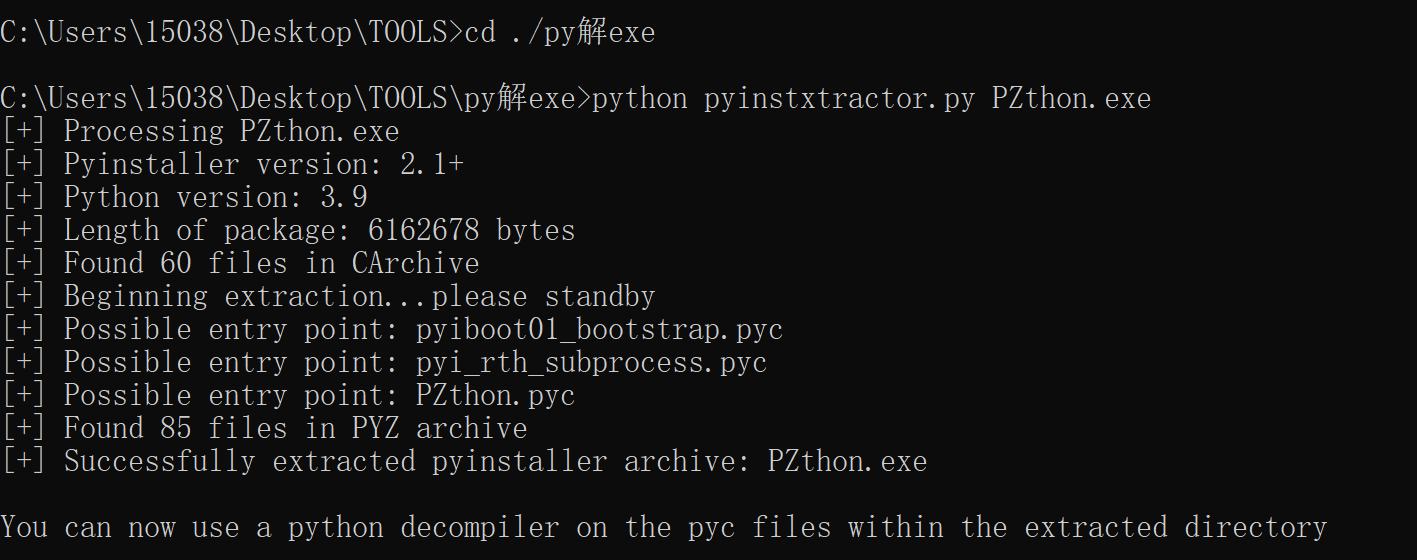 C:\Users\15038\Desktop\TOOLS>cd ./py解exe
C:\Users\15038\Desktop\TOOLS\py解exe>python pyinstxtractor.py PZthon.exe
[+] Processing PZthon.exe
[+] Pyinstaller version: 2.1+
[+] Python version: 3.9
[+] Length of package: 6162678 bytes
[+] Found 60 files in CArchive
[+] Beginning extraction...please standby
[+] Possible entry point: pyiboot01_bootstrap.pyc
[+] Possible entry point: pyi_rth_subprocess.pyc
[+] Possible entry point: PZthon.pyc
[+] Found 85 files in PYZ archive
[+] Successfully extracted pyinstaller archive: PZthon.exe
You can now use a python decompiler on the pyc files within the extracted directory